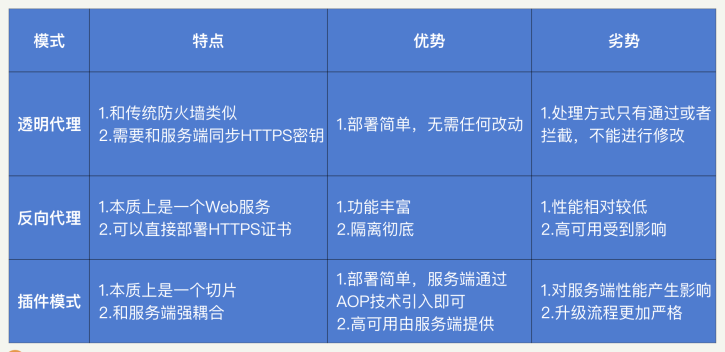 模式
特点
优势
劣势
透明代理
1.和传统防火墙类似
2.需要和服务端同步HTTPS密钥
1.部署简单，无需任何改动
1.处理方式只有通过或者
拦截，不能进行修改
反向代理
1.本质上是一个Web服务
2.可以直接部署HTTPS证书
1.功能丰富
2.隔离彻底
1.性能相对较低
2.高可用受到影响
插件模式
1.本质上是一个切片
2.和服务端强耦合
1.部署简单，服务端通过
AOP技术引入即可
2.高可用由服务端提供
1.对服务端性能产生影响
2.升级流程更加严格